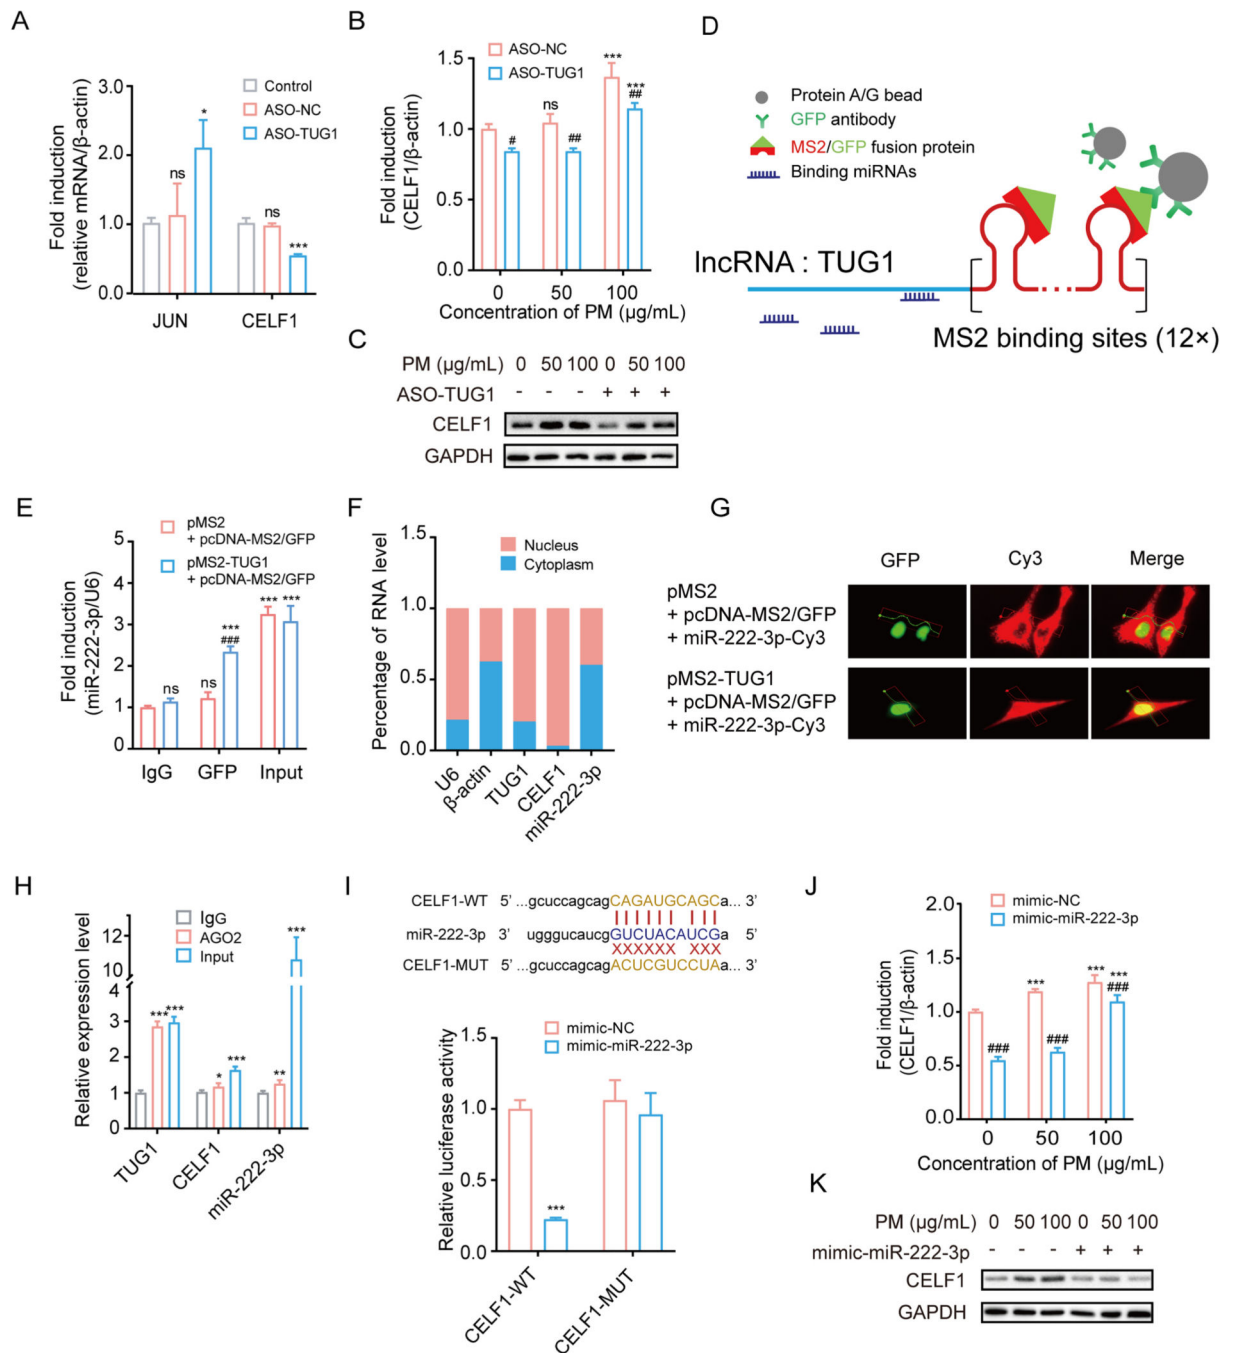 A
Fold induction
(relative mRNA/β-actin)
3.0
2.0
1.0
0.0
Control
ASO-NC
ASO-TUG1
ns
*
ns
***
JUN
CELF1
B
Fold induction
(CELF1/β-actin)
1.5
1.0
0.5
0.0
ASO-NC
ASO-TUG1
#
ns
##
***
***
##
0
50
100
Concentration of PM (μg/mL)
C
PM (μg/mL) 0 50 100 0 50 100
ASO-TUG1 - - - + + +
CELF1
GAPDH
D
Protein A/G bead
GFP antibody
MS2/GFP fusion protein
Binding miRNAs
lncRNA : TUG1
MS2 binding sites (12×)
E
Fold induction
(miR-222-3p/U6)
5
4
3
2
1
0
pMS2
+ pcDNA-MS2/GFP
pMS2-TUG1
+ pcDNA-MS2/GFP
ns
ns
***
###
***
***
IgG
GFP
Input
F
Percentage of RNA level
1.5
1.0
0.5
0.0
Nucleus
Cytoplasm
U6
β-actin
TUG1
CELF1
miR-222-3p
G
GFP
Cy3
Merge
pMS2
+ pcDNA-MS2/GFP
+ miR-222-3p-Cy3
pMS2-TUG1
+ pcDNA-MS2/GFP
+ miR-222-3p-Cy3
H
Relative expression level
12
10
4
3
2
1
0
IgG
AGO2
Input
***
***
*
***
**
***
TUG1
CELF1
miR-222-3p
I
CELF1-WT 5’ ...gcuccagcagCAGAUGCAGCa... 3’
miR-222-3p 3’ ugggucaucgGUCUACAUCGa 5’
XXXXXX XXX
CELF1-MUT 5’ ...gcuccagcagACUCGUCCUAa... 3’
Relative luciferase activity
1.5
1.0
0.5
0.0
mimic-NC
mimic-miR-222-3p
***
CELF1-WT
CELF1-MUT
J
Fold induction
(CELF1/β-actin)
2.0
1.5
1.0
0.5
0.0
mimic-NC
mimic-miR-222-3p
###
***
###
***
***
###
0
50
100
Concentration of PM (μg/mL)
K
PM (μg/mL) 0 50 100 0 50 100
mimic-miR-222-3p - - - + + +
CELF1
GAPDH